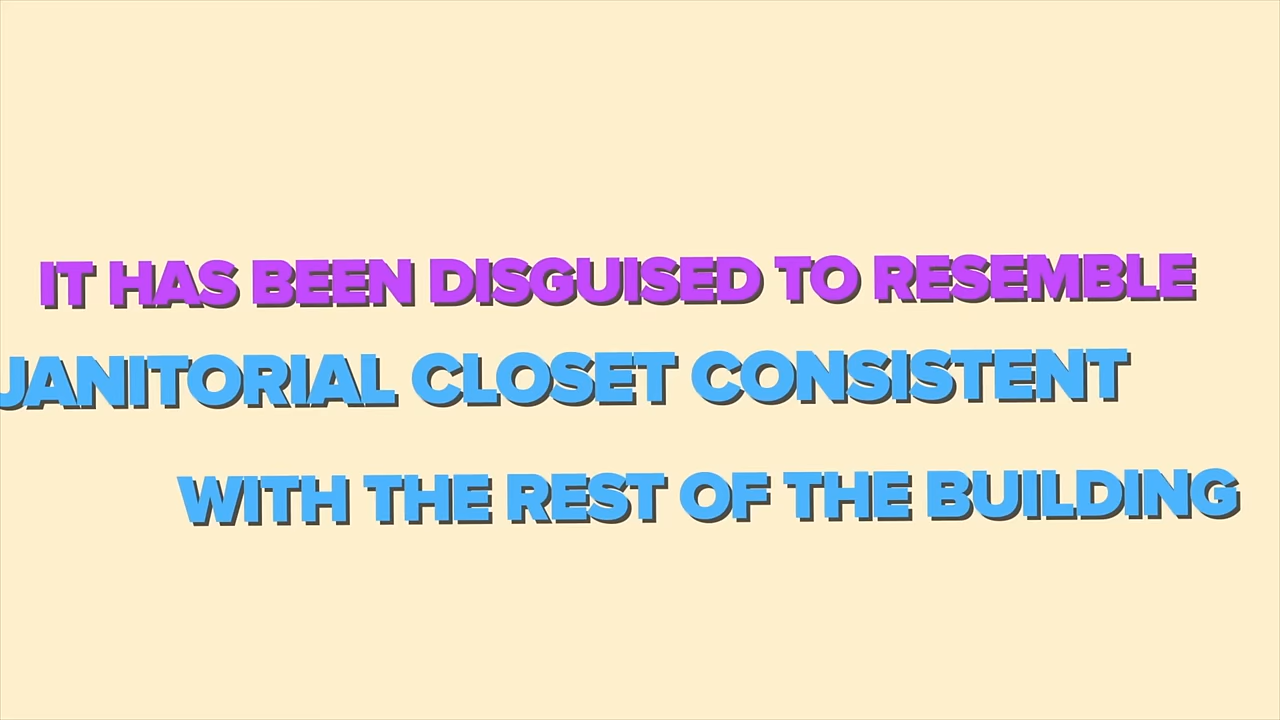 IT HAS BEEN DISGUISED TO RESEMBLE
JANITORIAL CLOSET CONSISTENT
WITH THE REST OF THE BUILDING